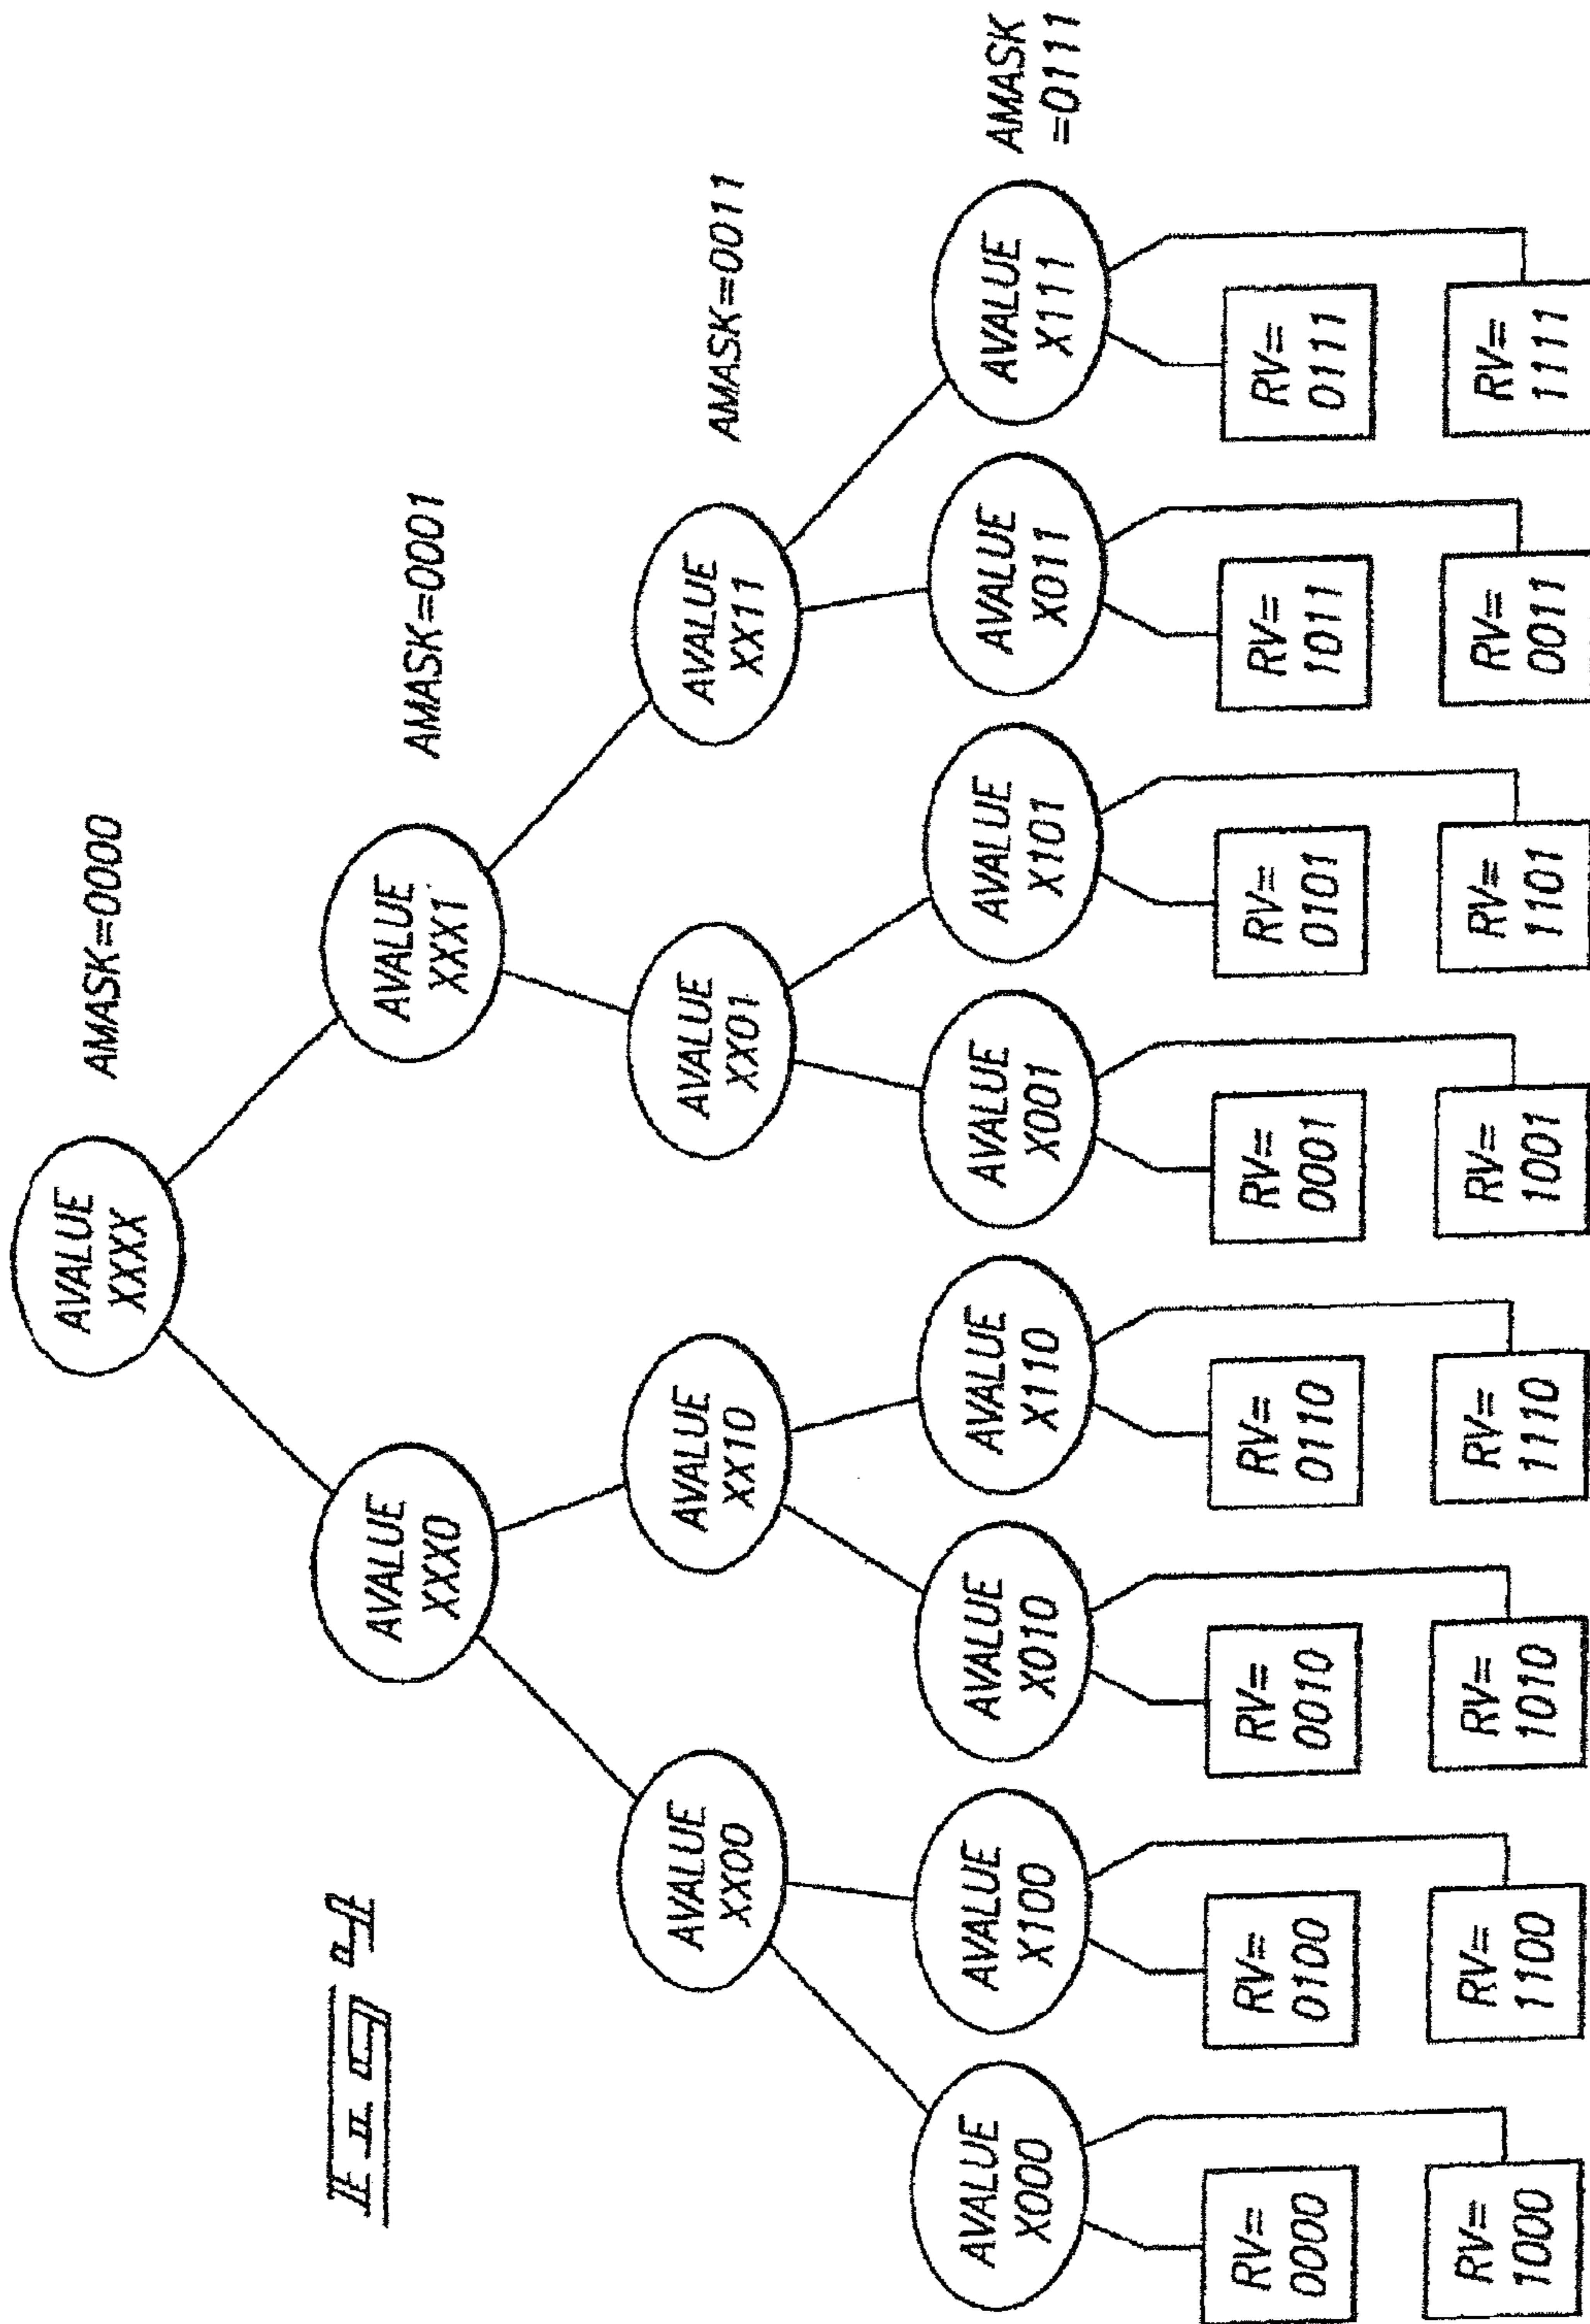 AMASK=0000
AVALUE
XXXX
AMASK=0001
AVALUE
XXX0
AVALUE
XXX1
AMASK=0011
AVALUE
XX00
AVALUE
XX10
AVALUE
XX01
AVALUE
XX11
AMASK
=0111
AVALUE
X000
AVALUE
X100
AVALUE
X010
AVALUE
X110
AVALUE
X001
AVALUE
X101
AVALUE
X011
AVALUE
X111
RV=
0000
RV=
0100
RV=
0010
RV=
0110
RV=
0001
RV=
0101
RV=
1011
RV=
0111
RV=
1000
RV=
1100
RV=
1010
RV=
1110
RV=
1001
RV=
1101
RV=
0011
RV=
1111